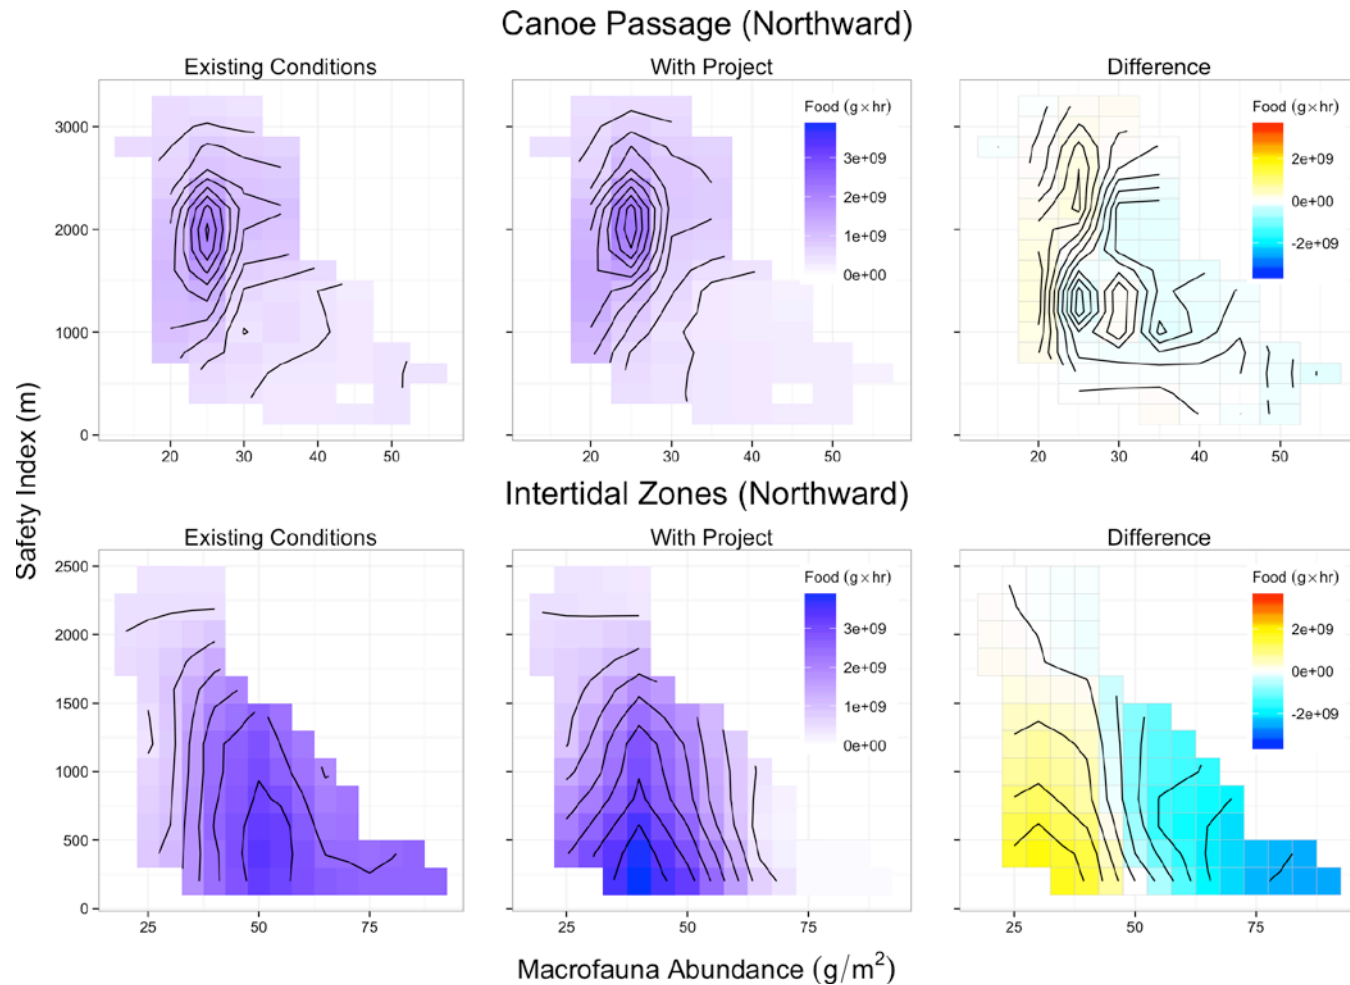 Canoe Passage (Northward)
Existing Conditions
With Project
Difference
Food (g×hr)
3e+09
2e+09
1e+09
0e+00
Food (g×hr)
2e+09
0e+00
-2e+09
3000
2000
1000
0
20 30 40 50
20 30 40 50
20 30 40 50
Safety Index (m)
Intertidal Zones (Northward)
Existing Conditions
With Project
Difference
Food (g×hr)
3e+09
2e+09
1e+09
0e+00
Food (g×hr)
2e+09
0e+00
-2e+09
2500
2000
1500
1000
500
0
25 50 75
25 50 75
25 50 75
Macrofauna Abundance (g/m²)